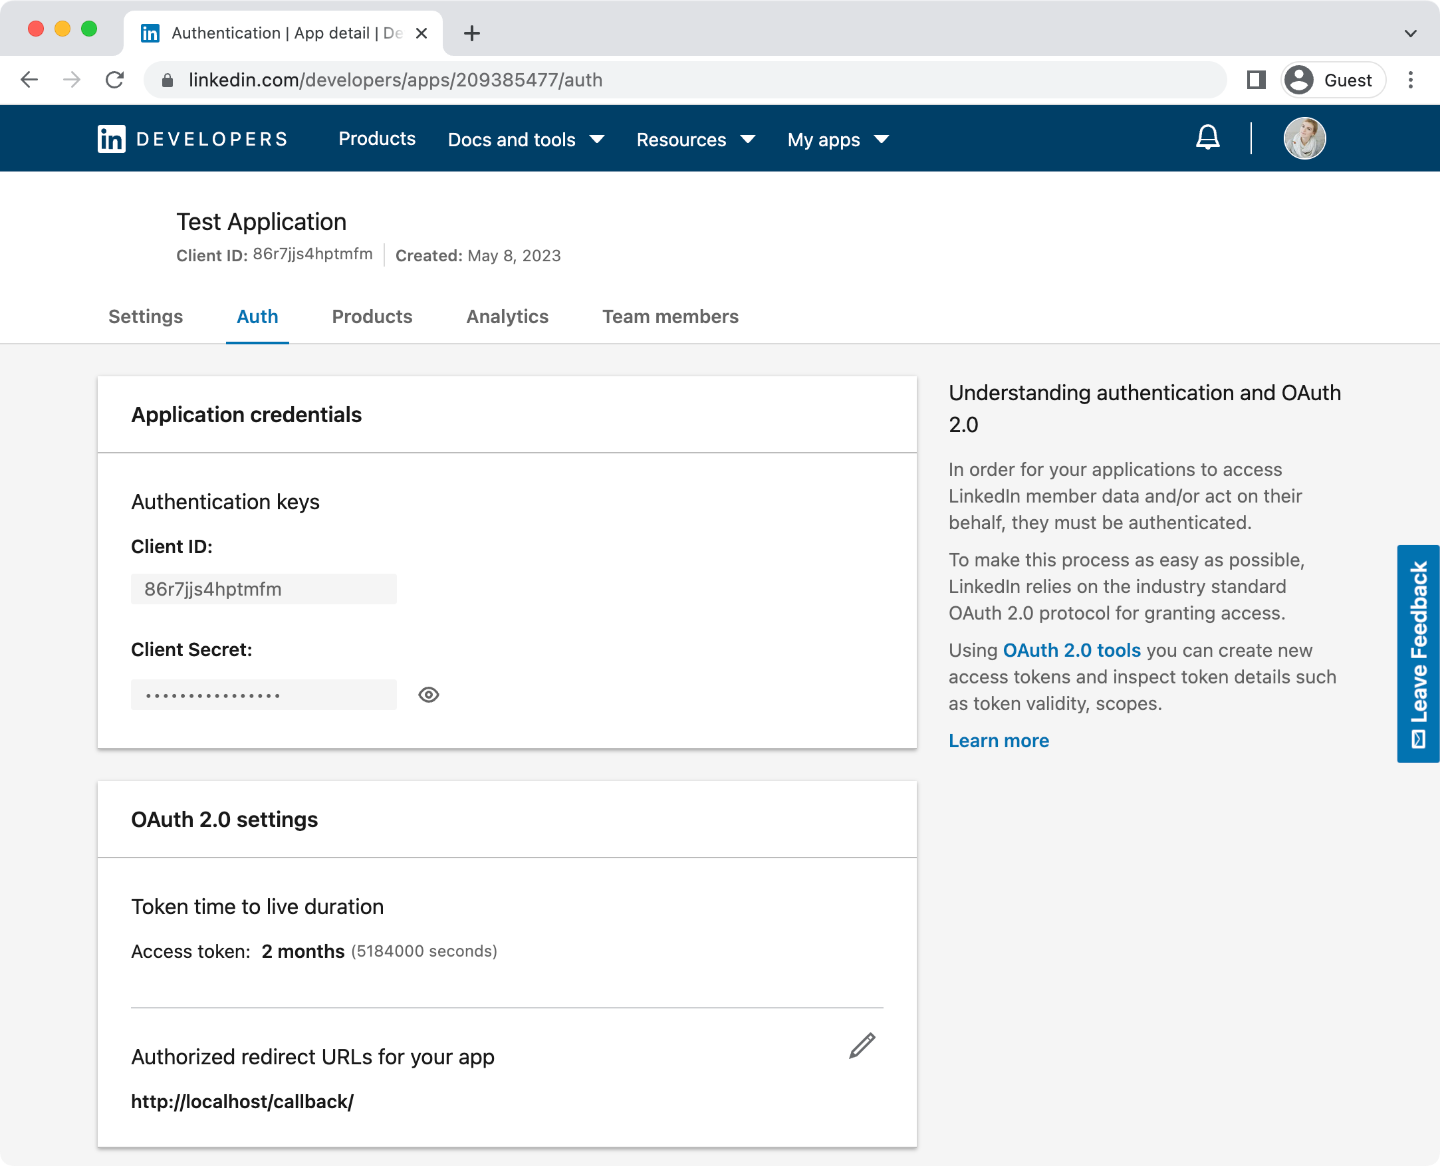 Authentication | App detail | De
linkedin.com/developers/apps/209385477/auth
Guest
in DEVELOPERS
Products
Docs and tools
Resources
My apps
Test Application
Client ID: 86r7jjs4hptmfm
Created: May 8, 2023
Settings
Auth
Products
Analytics
Team members
Application credentials
Authentication keys
Client ID:
86r7jjs4hptmfm
Client Secret:
••••••••••••••••
OAuth 2.0 settings
Token time to live duration
Access token: 2 months (5184000 seconds)
Authorized redirect URLs for your app
http://localhost/callback/
Understanding authentication and OAuth
2.0
In order for your applications to access
LinkedIn member data and/or act on their
behalf, they must be authenticated.
To make this process as easy as possible,
LinkedIn relies on the industry standard
OAuth 2.0 protocol for granting access.
Using OAuth 2.0 tools you can create new
access tokens and inspect token details such
as token validity, scopes.
Learn more
Leave Feedback